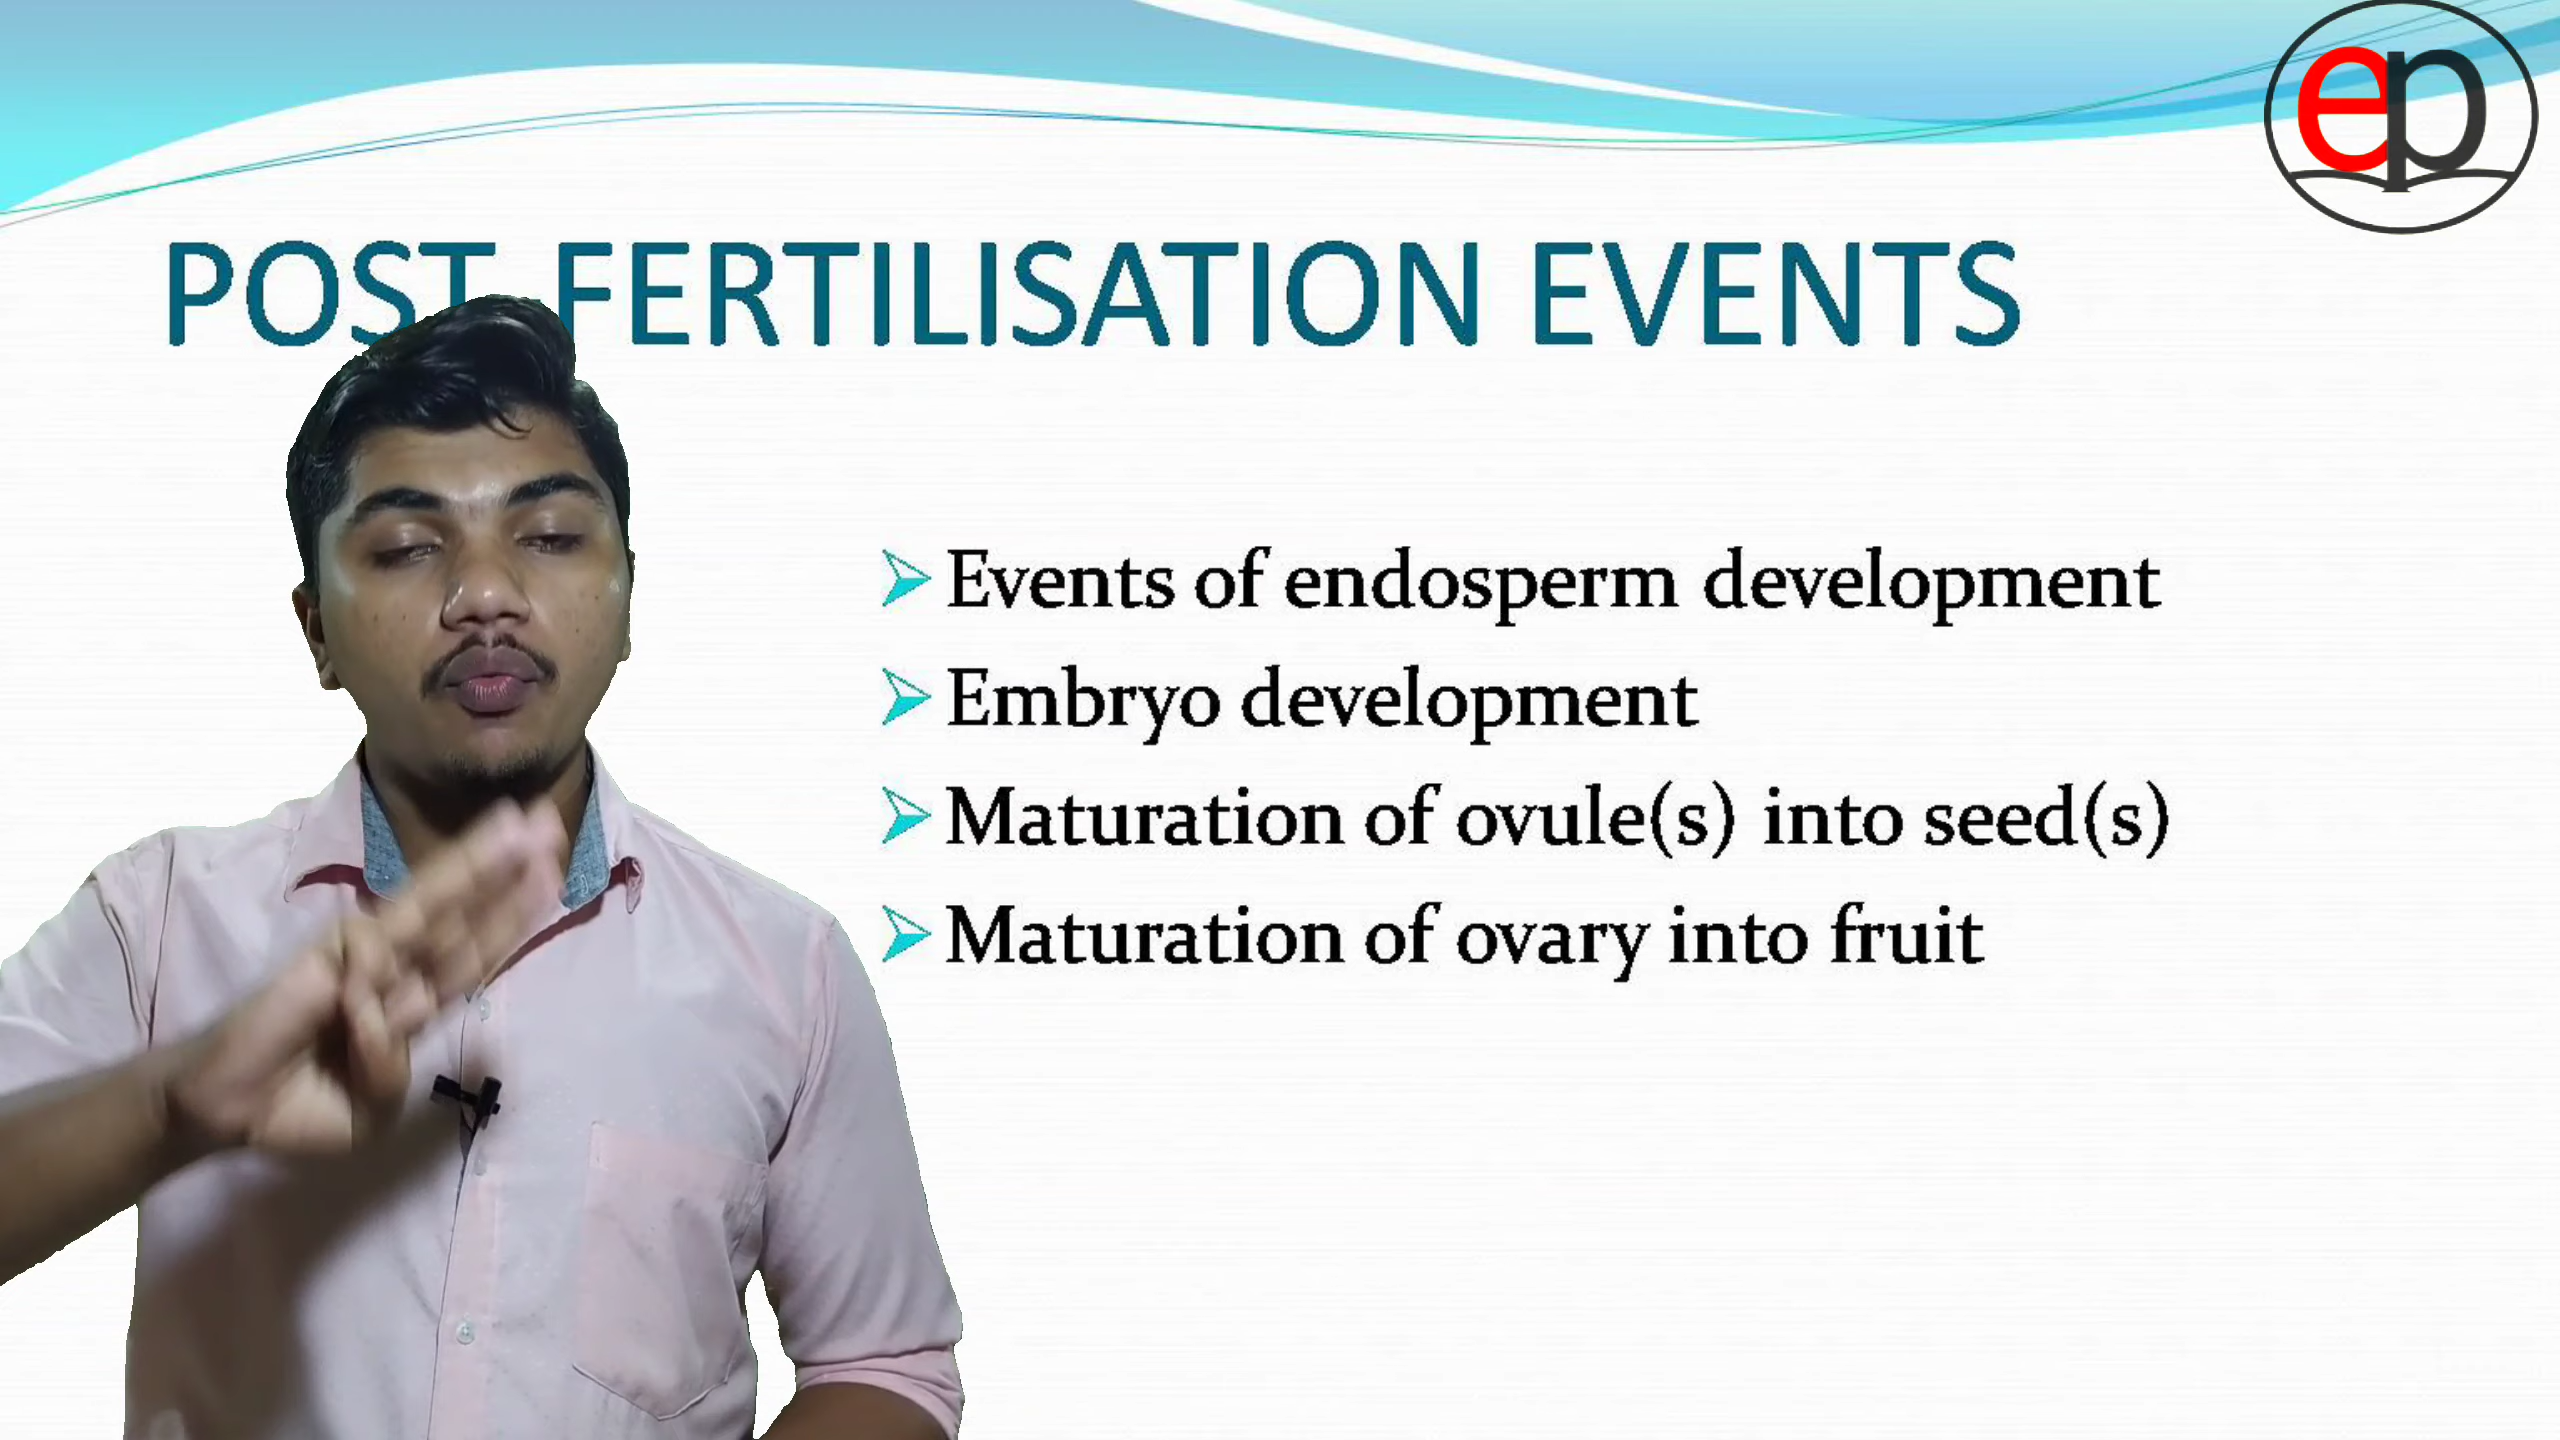 ep
POST-FERTILISATION EVENTS
Events of endosperm development
Embryo development
Maturation of ovule(s) into seed(s)
Maturation of ovary into fruit